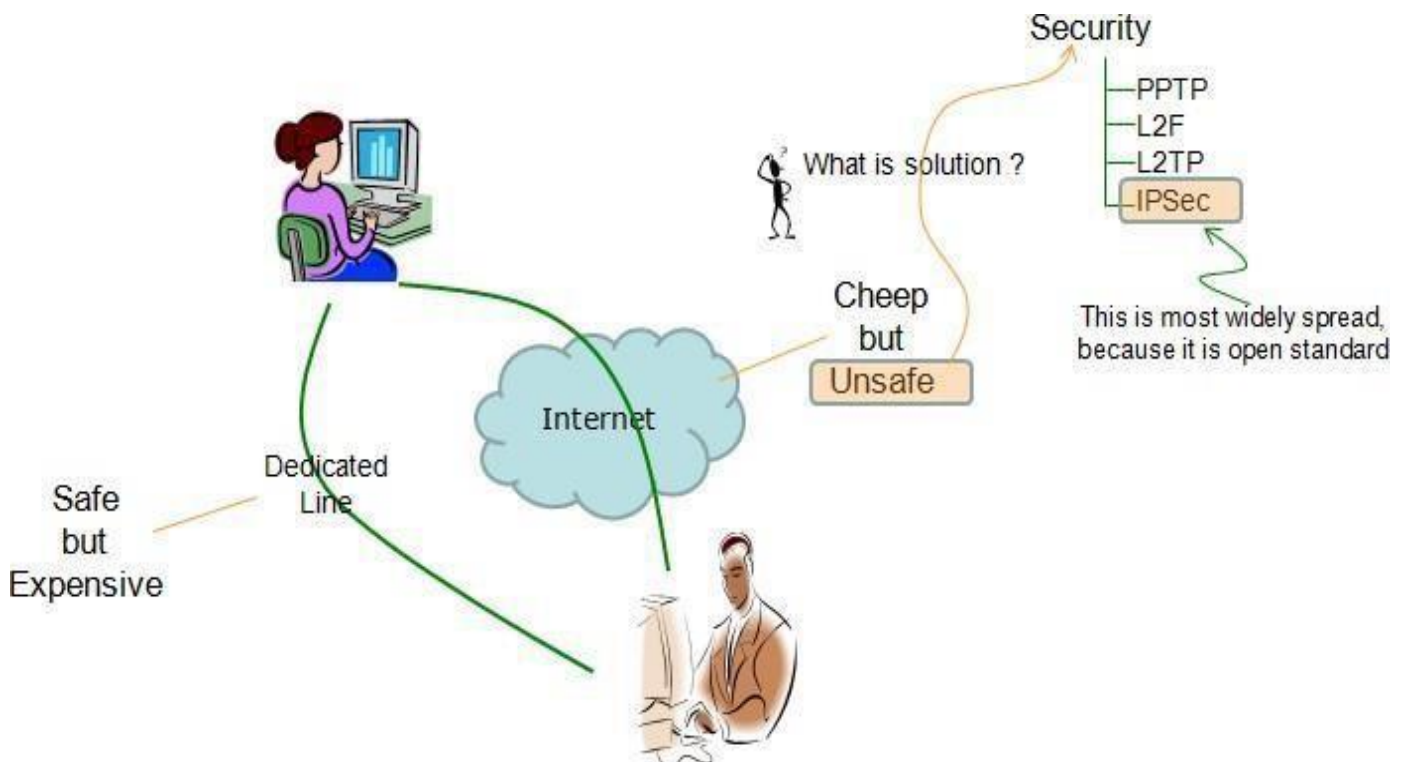 Security
PPTP
L2F
L2TP
IPSec
What is solution ?
This is most widely spread,
because it is open standard
Cheep
but
Unsafe
Internet
Dedicated
Line
Safe
but
Expensive